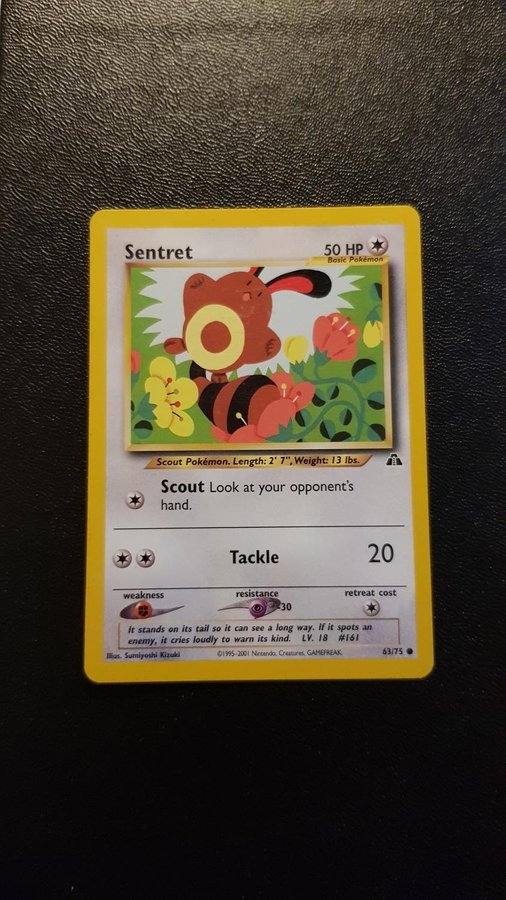 Sentret 50 HP
Basic Pokémon
Scout Pokémon. Length: 2' 7", Weight: 13 lbs.
Scout Look at your opponent's
hand.
Tackle 20
weakness resistance retreat cost
-30
It stands on its tail so it can see a long way. If it spots an
enemy, it cries loudly to warn its kind. LV. 18 #161
Illus. Sumiyoshi Kizuki ©1995-2001 Nintendo, Creatures, GAMEFREAK. 63/75